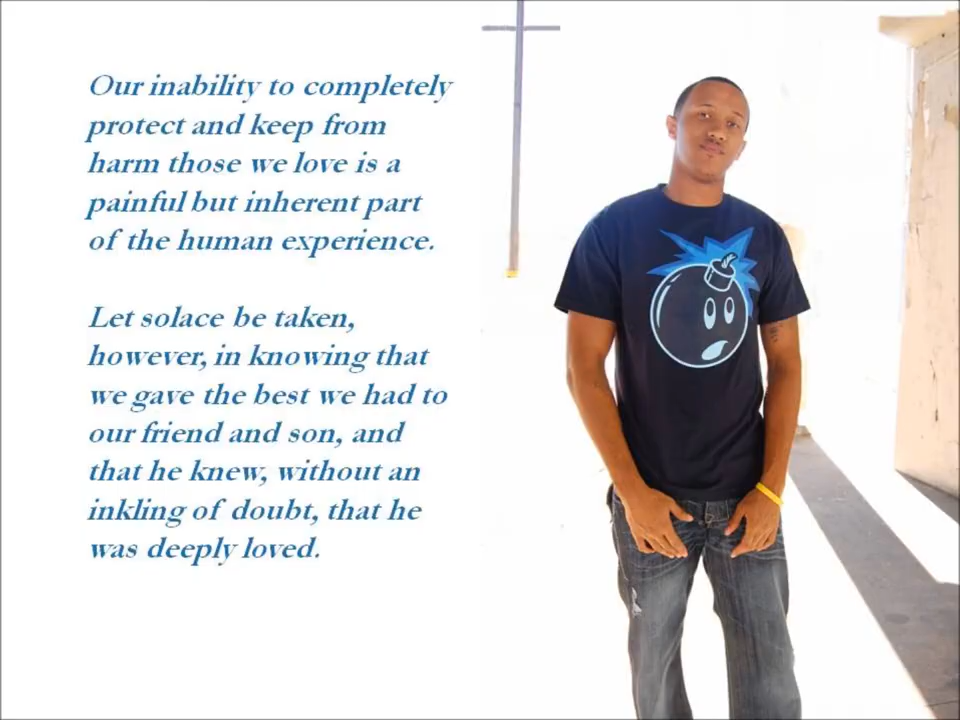 Our inability to completely
protect and keep from
harm those we love is a
painful but inherent part
of the human experience.
Let solace be taken,
however, in knowing that
we gave the best we had to
our friend and son, and
that he knew, without an
inkling of doubt, that he
was deeply loved.